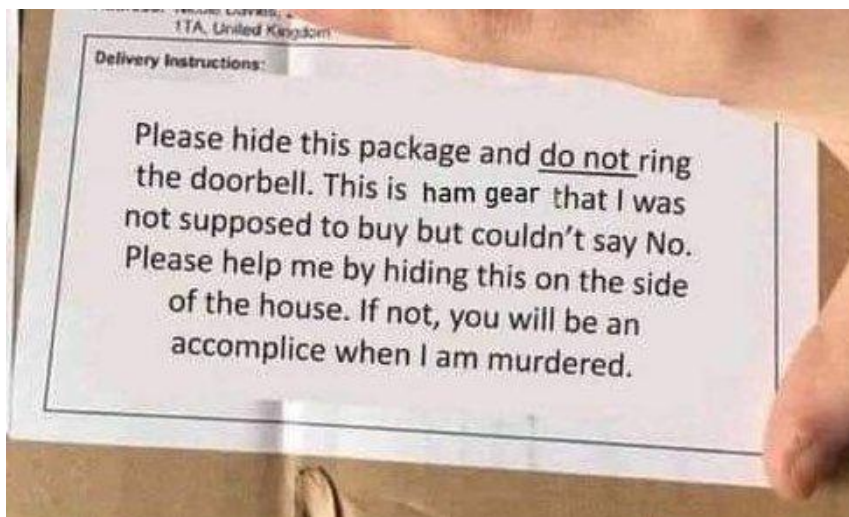 1TA, United Kingdom
Delivery Instructions:
Please hide this package and do not ring
the doorbell. This is ham gear that I was
not supposed to buy but couldn't say No.
Please help me by hiding this on the side
of the house. If not, you will be an
accomplice when I am murdered.